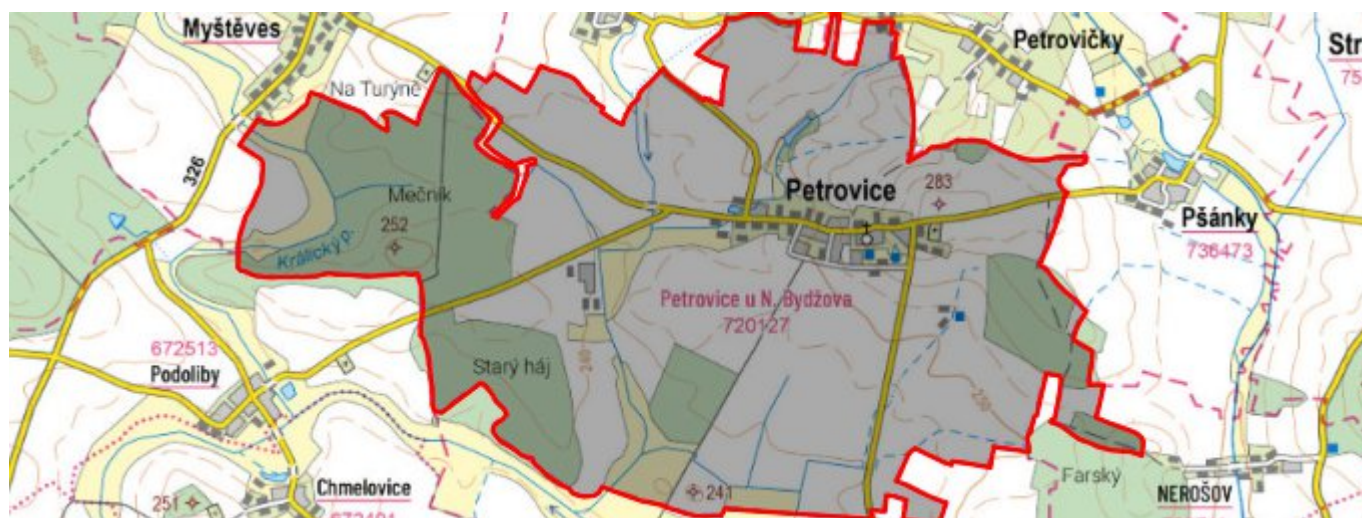 Myštěves
Petrovičky
Str
75
Na Turyně
326
Mečník
252
Petrovice
283
Pšánky
736473
Králický p.
Petrovice u N. Bydžova
720127
672513
Podoliby
Starý háj
240
250
Farský
NEROŠOV
251
Chmelovice
241